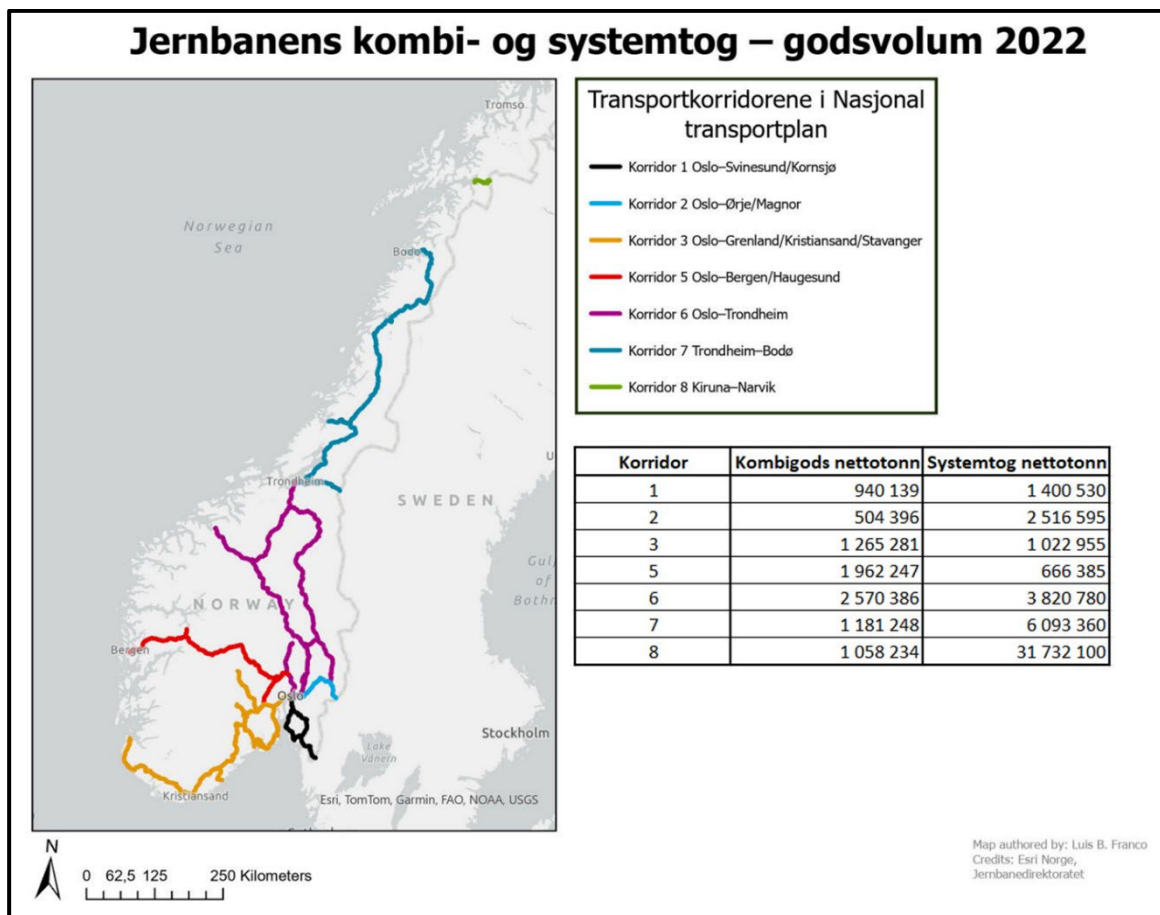 Jernbanens kombi- og systemtog – godsvolum 2022
Tromsø
Norwegian
Sea
Bodø
Trondheim
SWEDEN
NORWAY
Bergen
Oslo
Stockholm
Lake
Vänern
Kristiansand
Esri, TomTom, Garmin, FAO, NOAA, USGS
N
0 62,5 125 250 Kilometers
Transportkorridorene i Nasjonal
transportplan
Korridor 1 Oslo–Svinesund/Kornsjø
Korridor 2 Oslo–Ørje/Magnor
Korridor 3 Oslo–Grenland/Kristiansand/Stavanger
Korridor 5 Oslo–Bergen/Haugesund
Korridor 6 Oslo–Trondheim
Korridor 7 Trondheim–Bodø
Korridor 8 Kiruna–Narvik
Korridor Kombigods nettotonn Systemtog nettotonn
1 940 139 1 400 530
2 504 396 2 516 595
3 1 265 281 1 022 955
5 1 962 247 666 385
6 2 570 386 3 820 780
7 1 181 248 6 093 360
8 1 058 234 31 732 100
Map authored by: Luis B. Franco
Credits: Esri Norge,
Jernbanedirektoratet